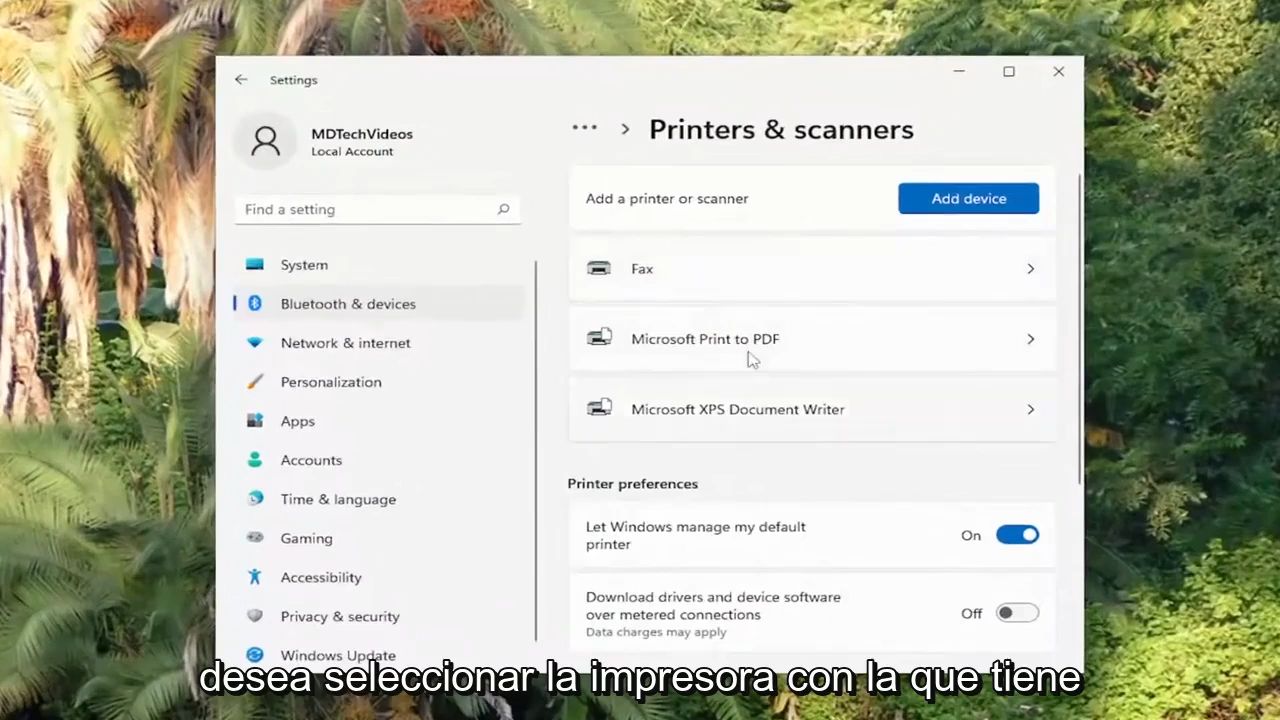 Settings
MDTechVideos
Local Account
Find a setting
System
Bluetooth & devices
Network & internet
Personalization
Apps
Accounts
Time & language
Gaming
Accessibility
Privacy & security
Windows Update
Printers & scanners
Add a printer or scanner
Add device
Fax
Microsoft Print to PDF
Microsoft XPS Document Writer
Printer preferences
Let Windows manage my default
printer
On
Download drivers and device software
over metered connections
Data charges may apply
Off
desea seleccionar la impresora con la que tiene